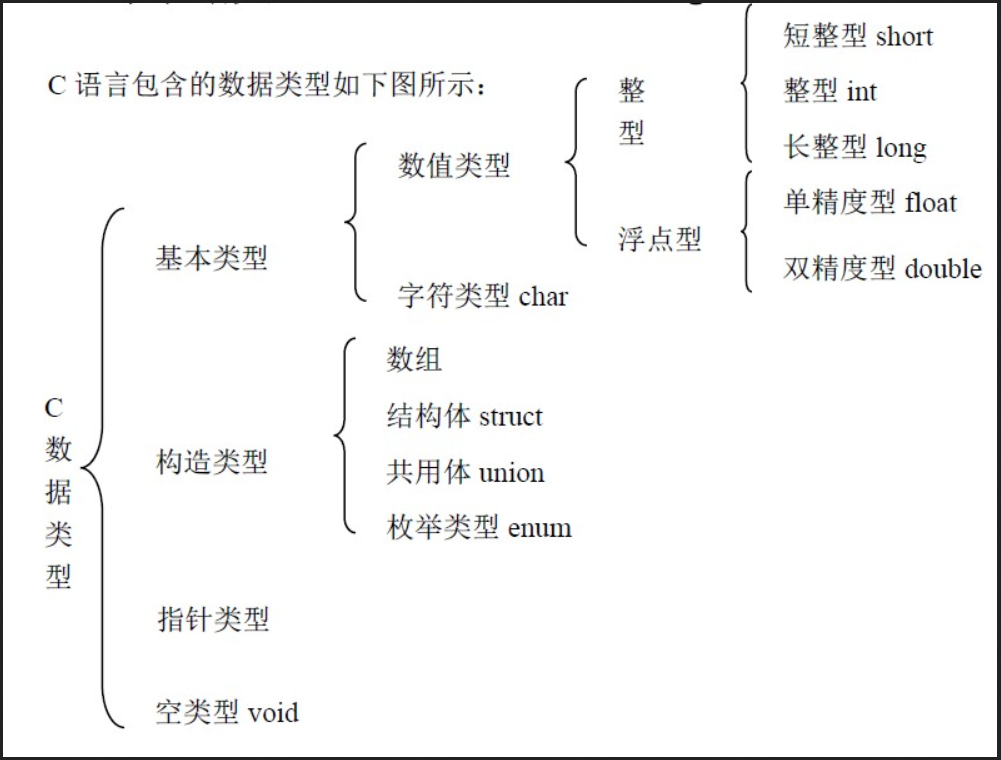 C 语言包含的数据类型如下图所示：
C
数
据
类
型
基本类型
数值类型
整
型
短整型 short
整型 int
长整型 long
浮点型
单精度型 float
双精度型 double
字符类型 char
构造类型
数组
结构体 struct
共用体 union
枚举类型 enum
指针类型
空类型 void